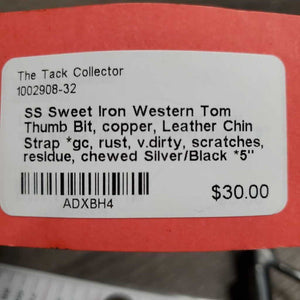 The Tack Collector
1002908-32
SS Sweet Iron Western Tom
Thumb Bit, copper, Leather Chin
Strap *gc, rust, v.dirty, scratches,
residue, chewed Silver/Black *5"
$30.00
ADXBH4